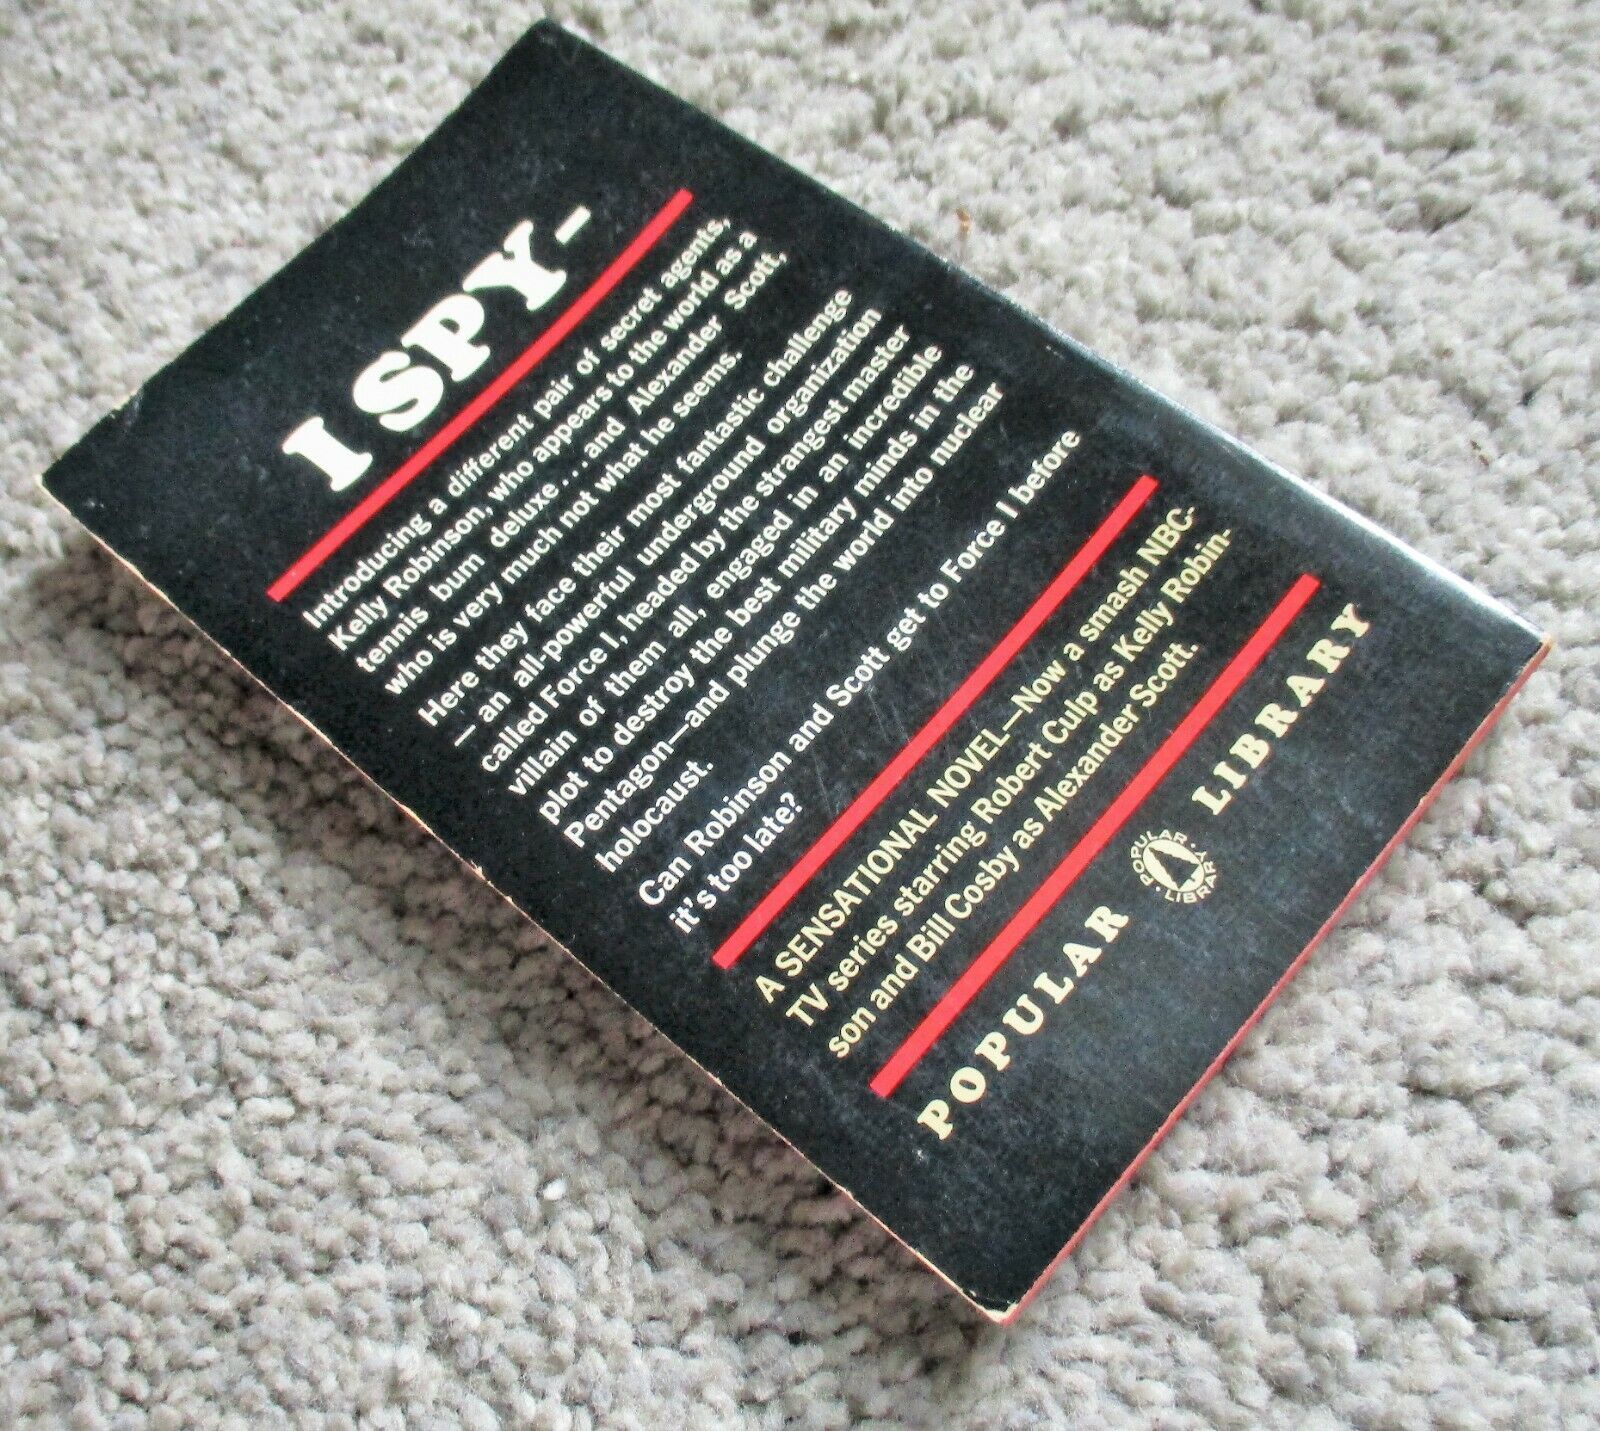 I SPY–
Introducing a different pair of secret agents,
Kelly Robinson, who appears to the world as a
tennis bum deluxe...and Alexander Scott,
who is very much not what he seems.
Here they face their most fantastic challenge
— an all-powerful underground organization
called Force I, headed by the strangest master
villain of them all, engaged in an incredible
plot to destroy the best military minds in the
Pentagon—and plunge the world into nuclear
holocaust.
Can Robinson and Scott get to Force I before
it's too late?
A SENSATIONAL NOVEL—Now a smash NBC-
TV series starring Robert Culp as Kelly Robin-
son and Bill Cosby as Alexander Scott.
POPULAR LIBRARY
POPULAR · LIBRARY ·